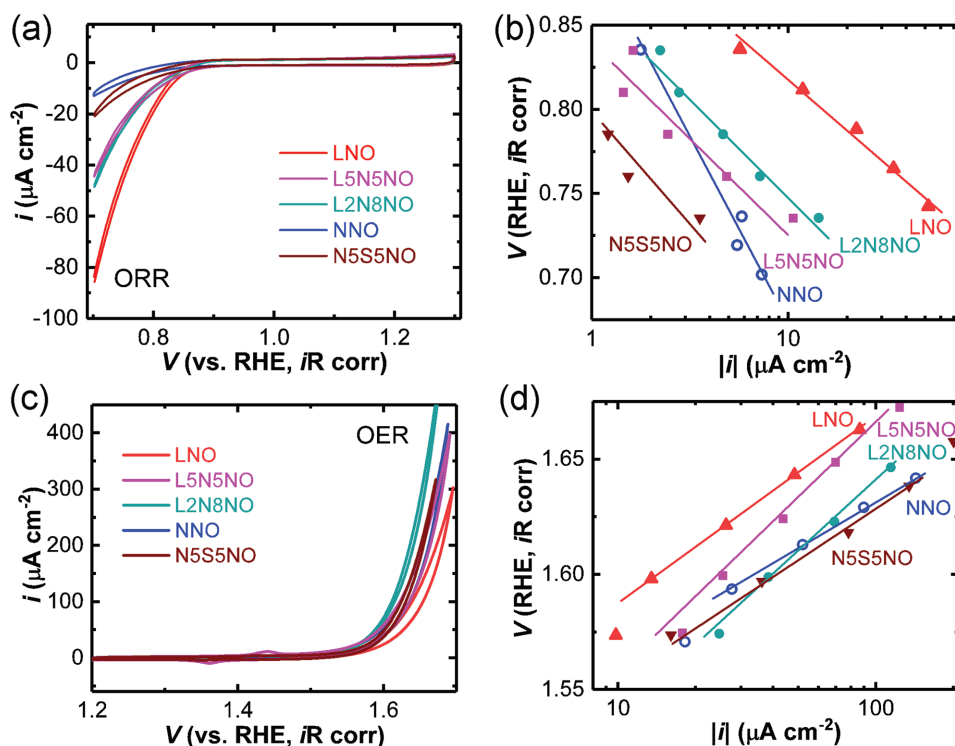 (a)
0
-20
-40
-60
-80
-100
i (μA cm-2)
LNO
L5N5NO
L2N8NO
NNO
N5S5NO
ORR
0.8
1.0
1.2
V (vs. RHE, iR corr)
(b)
0.85
0.80
0.75
0.70
V (RHE, iR corr)
N5S5NO
L5N5NO
NNO
L2N8NO
LNO
1
10
|i| (μA cm-2)
(c)
400
300
200
100
0
i (μA cm-2)
OER
LNO
L5N5NO
L2N8NO
NNO
N5S5NO
1.2
1.4
1.6
V (vs. RHE, iR corr)
(d)
1.65
1.60
1.55
V (RHE, iR corr)
LNO
L5N5NO
L2N8NO
NNO
N5S5NO
10
100
|i| (μA cm-2)